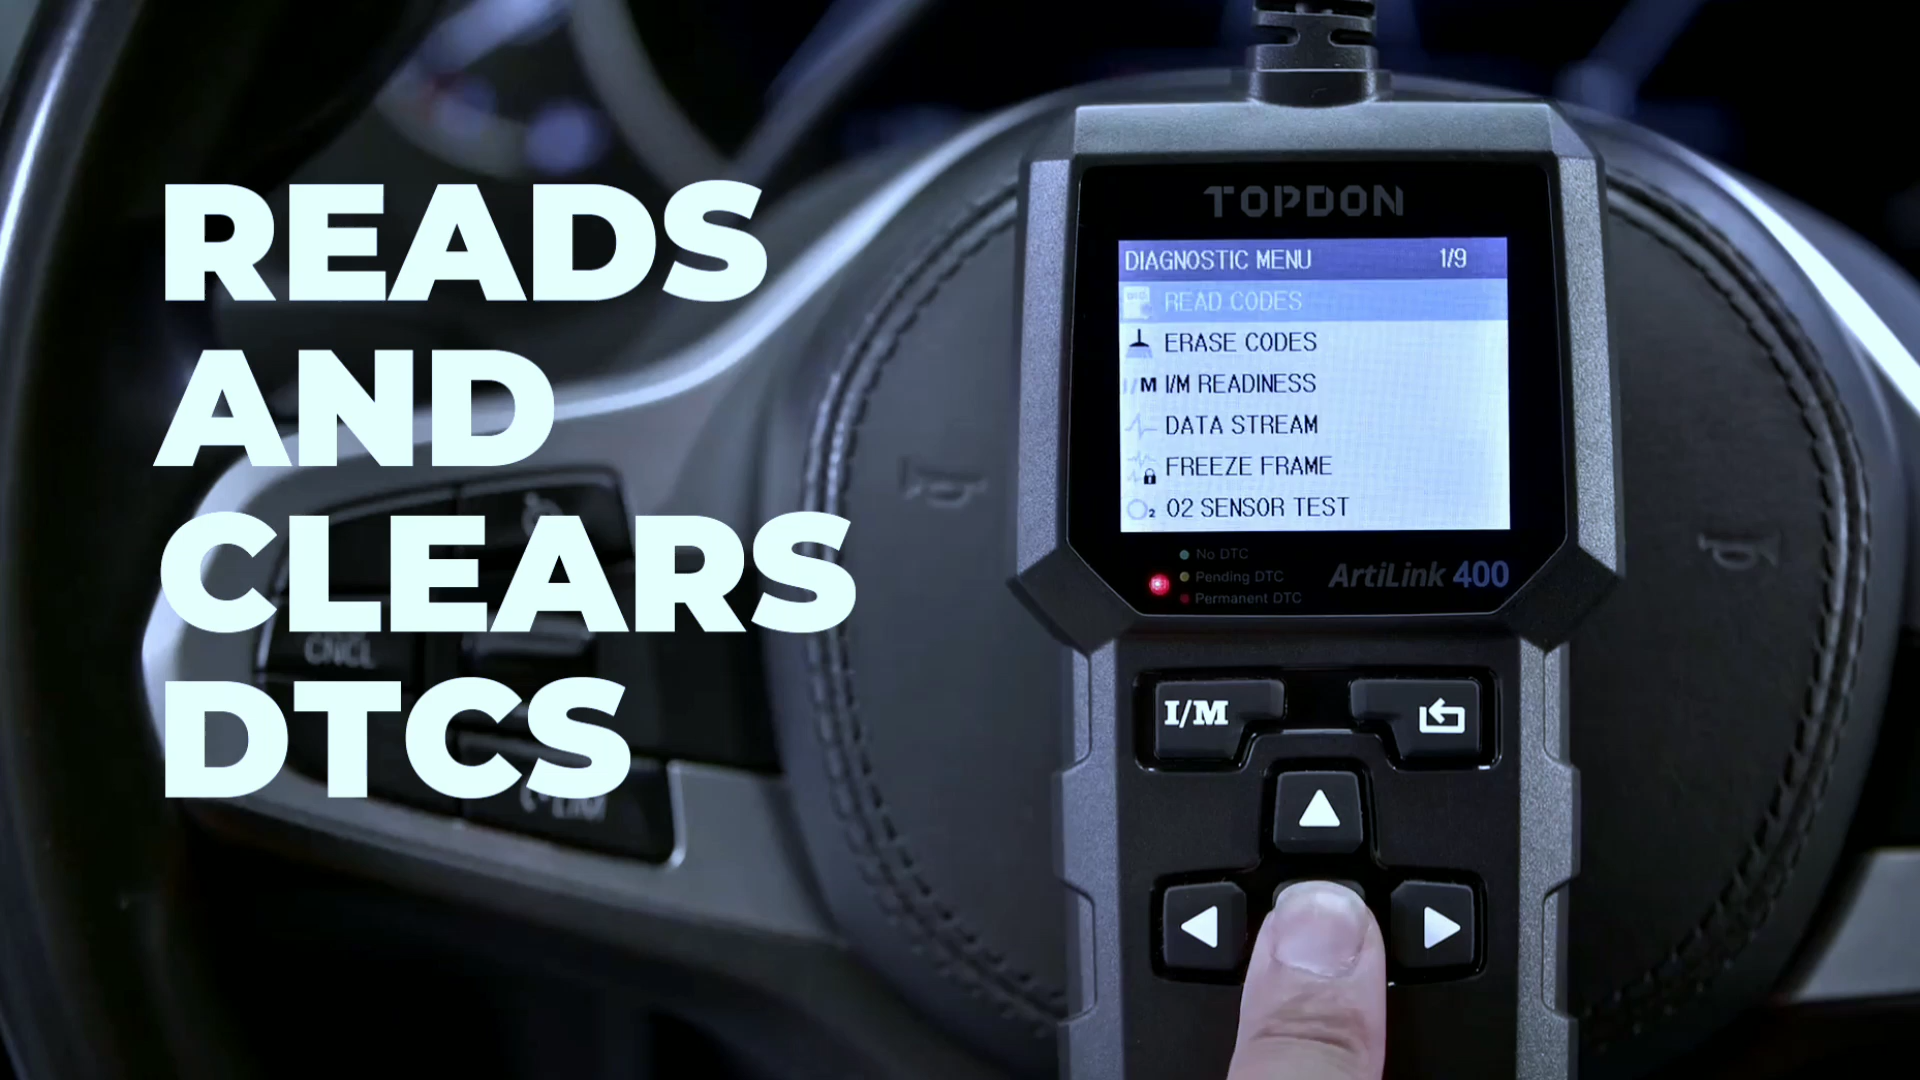 READS
AND
CLEARS
DTCS
TOPDON
DIAGNOSTIC MENU 1/9
READ CODES
ERASE CODES
I/M I/M READINESS
DATA STREAM
FREEZE FRAME
O2 O2 SENSOR TEST
No DTC
Pending DTC
Permanent DTC
ArtiLink 400
I/M
CNCL